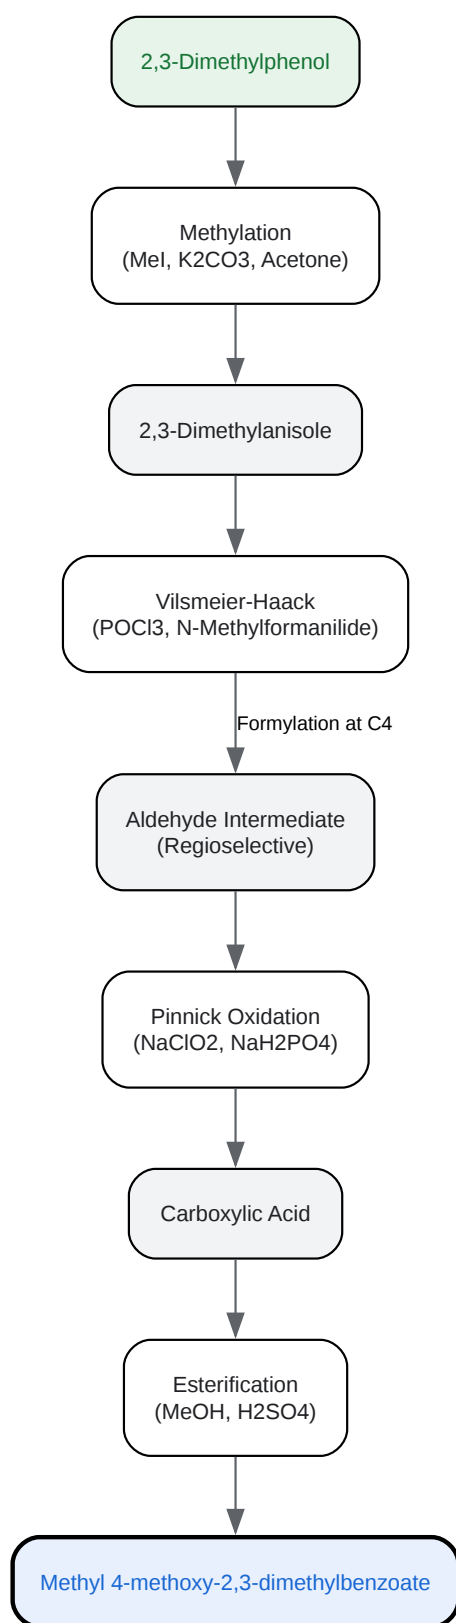 2,3-Dimethylphenol
Methylation
(MeI, K2CO3, Acetone)
2,3-Dimethylanisole
Vilsmeier-Haack
(POCl3, N-Methylformanilide)
Formylation at C4
Aldehyde Intermediate
(Regioselective)
Pinnick Oxidation
(NaClO2, NaH2PO4)
Carboxylic Acid
Esterification
(MeOH, H2SO4)
Methyl 4-methoxy-2,3-dimethylbenzoate